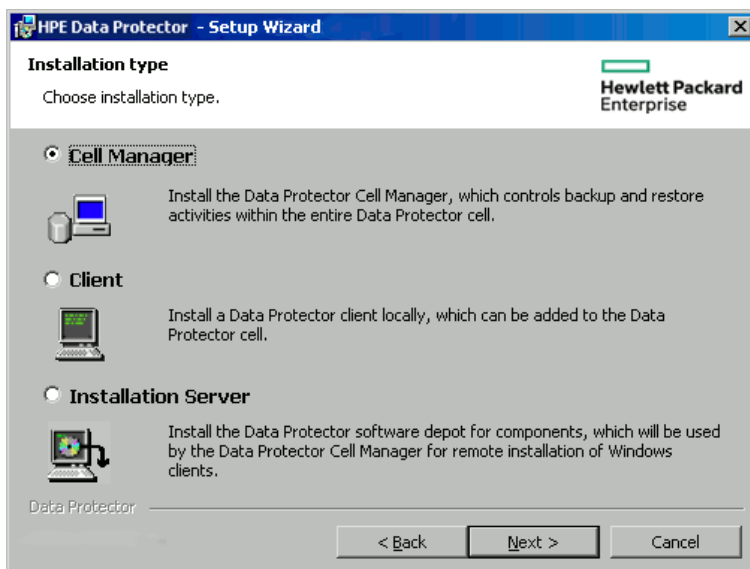 HPE Data Protector - Setup Wizard
Installation type
Choose installation type.
Hewlett Packard
Enterprise
Cell Manager
Install the Data Protector Cell Manager, which controls backup and restore
activities within the entire Data Protector cell.
Client
Install a Data Protector client locally, which can be added to the Data
Protector cell.
Installation Server
Install the Data Protector software depot for components, which will be used
by the Data Protector Cell Manager for remote installation of Windows
clients.
Data Protector
< Back
Next >
Cancel